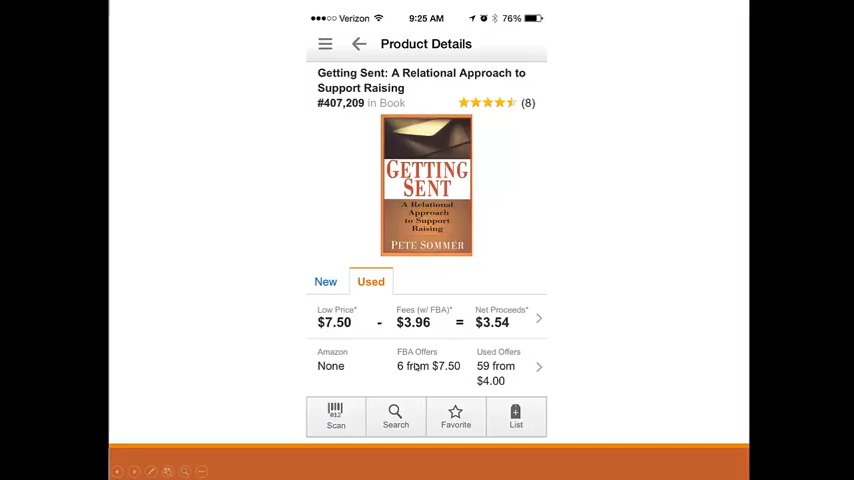 Verizon 9:25 AM 76%
Product Details
Getting Sent: A Relational Approach to
Support Raising
#407,209 in Book (8)
GETTING
SENT
A Relational
Approach
to Support
Raising
PETE SOMMER
New Used
Low Price* Fees (w/ FBA)* Net Proceeds*
$7.50 - $3.96 = $3.54
Amazon FBA Offers Used Offers
None 6 from $7.50 59 from
$4.00
012
Scan Search Favorite List